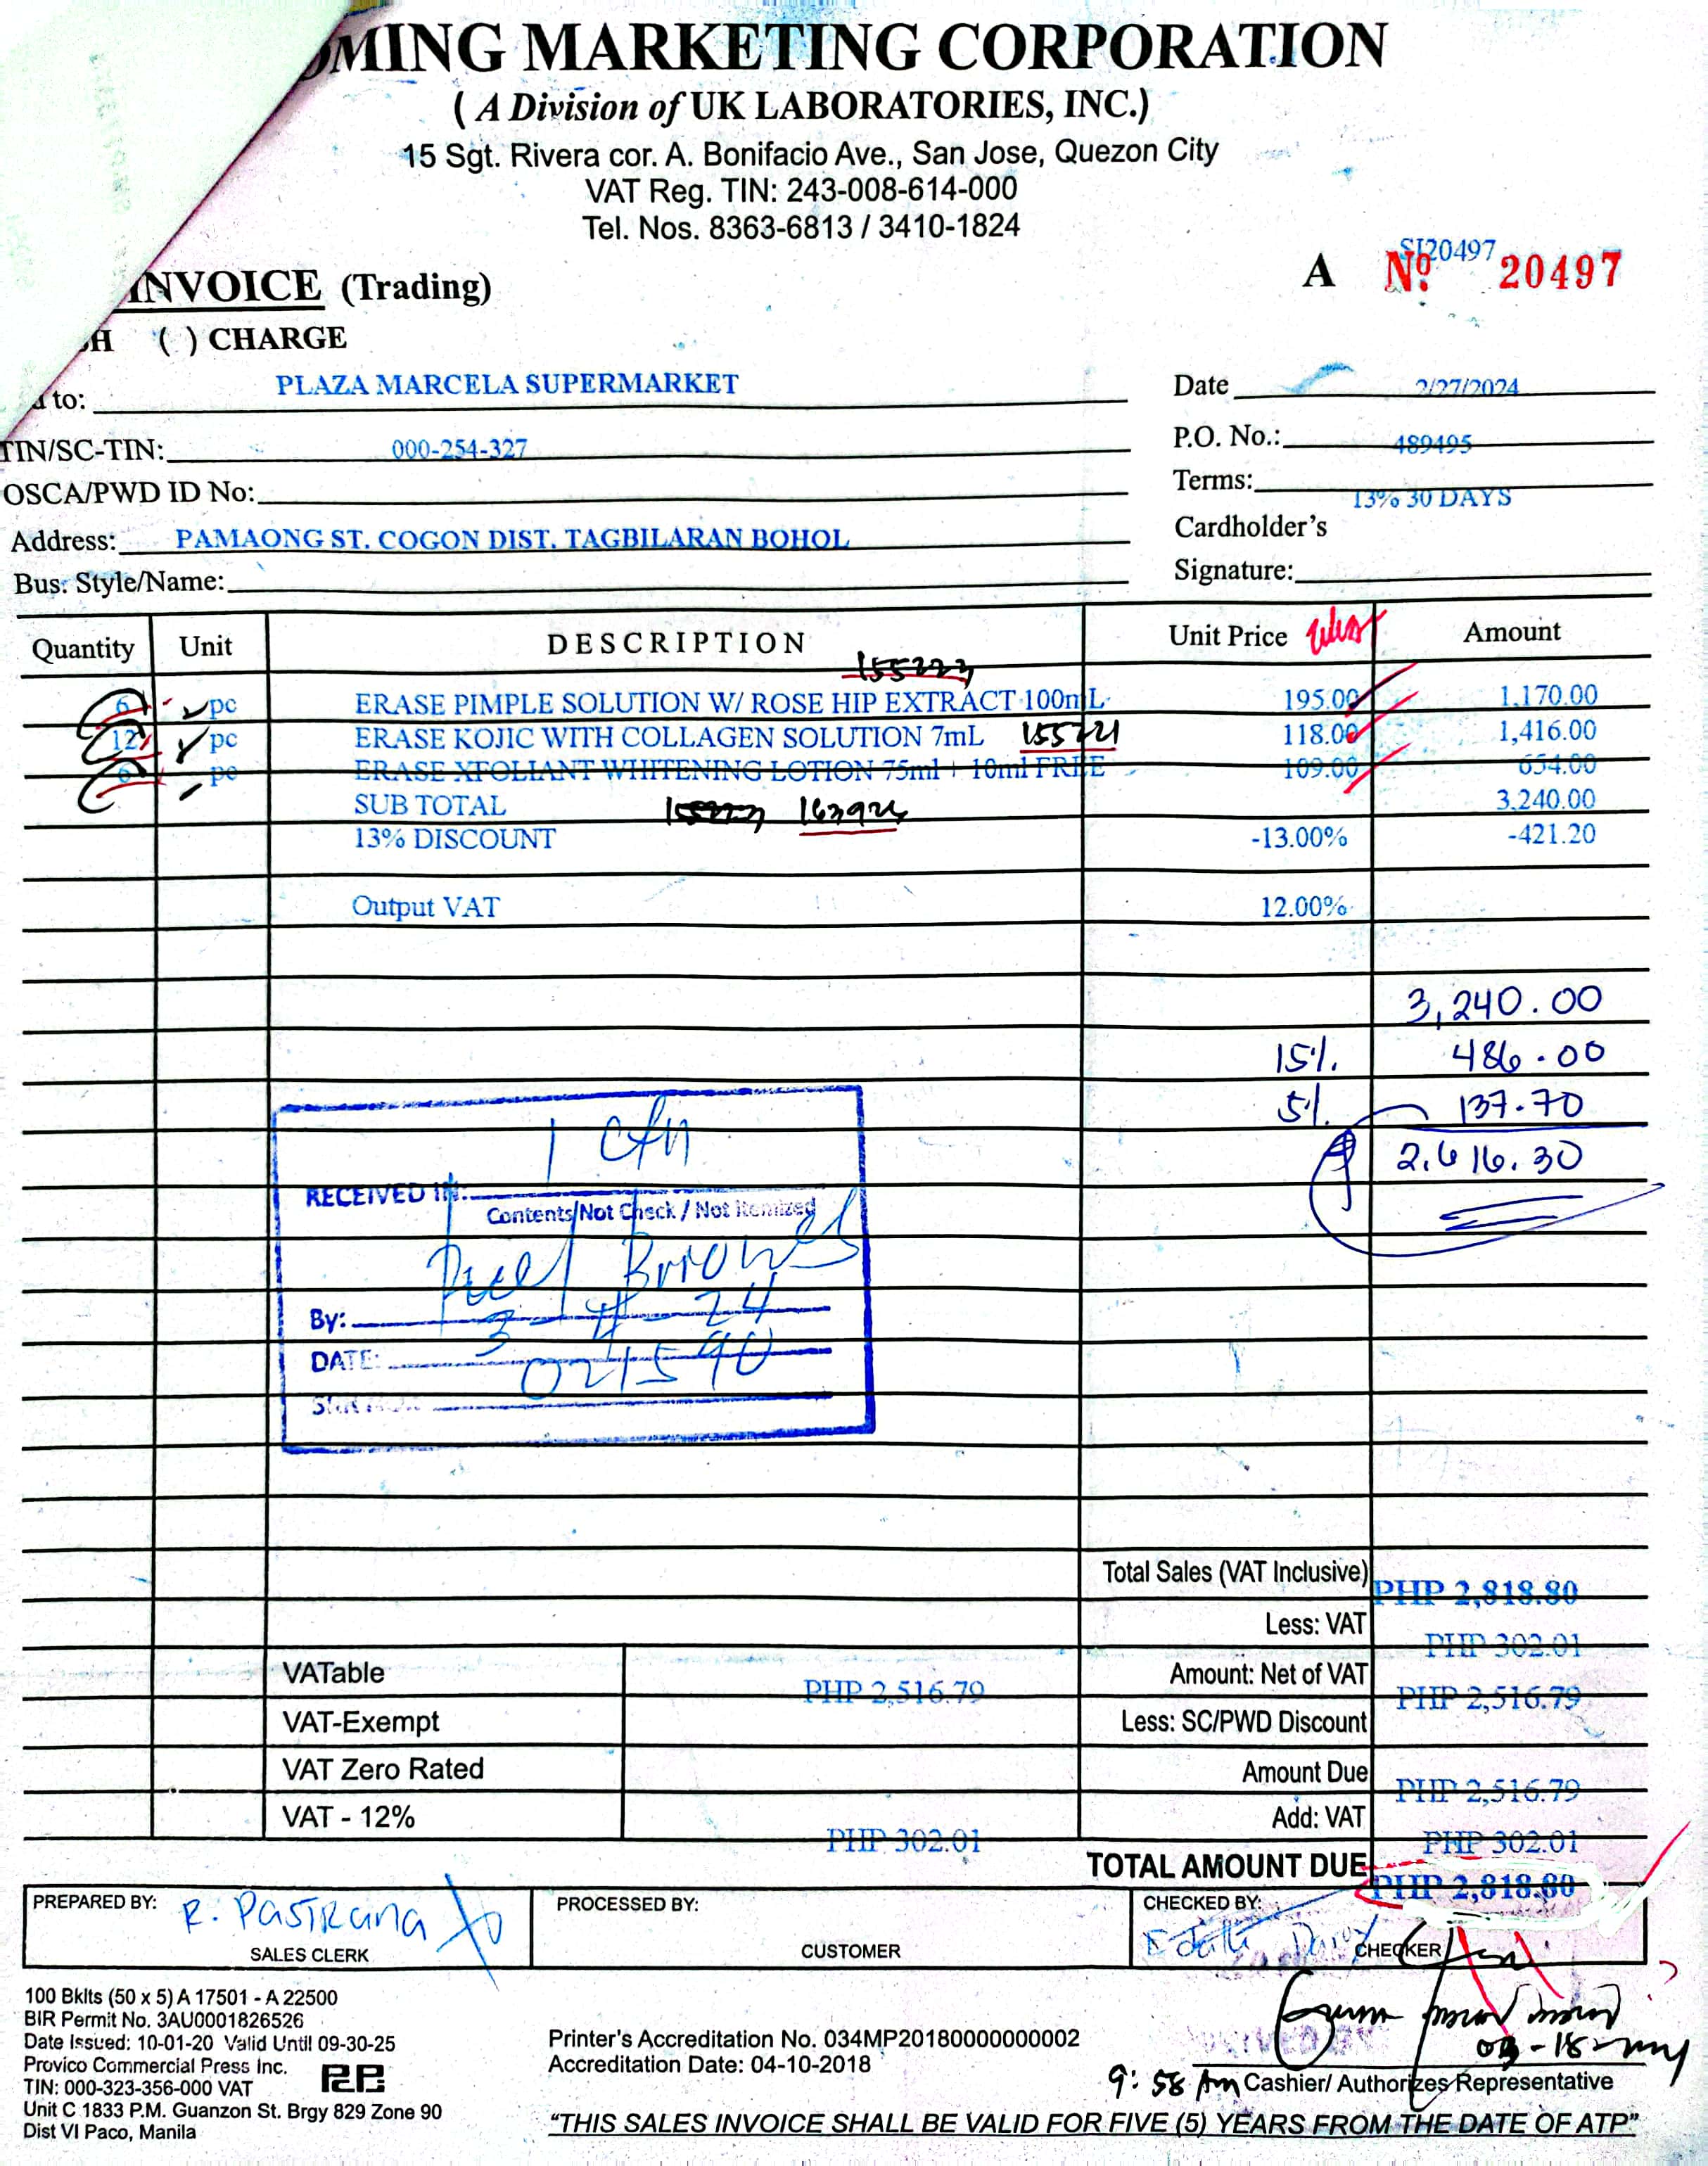 MING MARKETING CORPORATION
( A Division of UK LABORATORIES, INC.)
15 Sgt. Rivera cor. A. Bonifacio Ave., San Jose, Quezon City
VAT Reg. TIN: 243-008-614-000
Tel. Nos. 8363-6813 / 3410-1824
INVOICE (Trading)
A Nº 20497
SI20497
H ( ) CHARGE
to: PLAZA MARCELA SUPERMARKET
Date 2/27/2024
TIN/SC-TIN: 000-254-327
P.O. No.: 489495
OSCA/PWD ID No:
Terms: 13% 30 DAYS
Address: PAMAONG ST. COGON DIST. TAGBILARAN BOHOL
Cardholder's
Signature:
Bus. Style/Name:
Quantity Unit DESCRIPTION Unit Price Amount
155223
6 pc ERASE PIMPLE SOLUTION W/ ROSE HIP EXTRACT 100mL 195.00 1,170.00
12 pc ERASE KOJIC WITH COLLAGEN SOLUTION 7mL 155221 118.00 1,416.00
6 pc ERASE XFOLIANT WHITENING LOTION 75ml + 10ml FREE 109.00 654.00
SUB TOTAL 155223 163924 3,240.00
13% DISCOUNT -13.00% -421.20
Output VAT 12.00%
3,240.00
15% 486.00
5% 137.70
2,616.30
1 ctn
RECEIVED IN:
Contents/Not Check / Not Itemized
Briones
By:
3 - 4 - 24
DATE:
021590
Total Sales (VAT Inclusive) PHP 2,818.80
Less: VAT PHP 302.01
VATable PHP 2,516.79 Amount: Net of VAT PHP 2,516.79
VAT-Exempt Less: SC/PWD Discount
VAT Zero Rated Amount Due PHP 2,516.79
VAT - 12% PHP 302.01 Add: VAT PHP 302.01
TOTAL AMOUNT DUE PHP 2,818.80
PREPARED BY: R. Pastrana
SALES CLERK
PROCESSED BY:
CUSTOMER
CHECKED BY:
CHECKER
100 Bklts (50 x 5) A 17501 - A 22500
BIR Permit No. 3AU0001826526
Date Issued: 10-01-20 Valid Until 09-30-25
Provico Commercial Press Inc.
TIN: 000-323-356-000 VAT
Unit C 1833 P.M. Guanzon St. Brgy 829 Zone 90
Dist VI Paco, Manila
Printer's Accreditation No. 034MP20180000000002
Accreditation Date: 04-10-2018
9:58 Am Cashier/ Authorizes Representative
"THIS SALES INVOICE SHALL BE VALID FOR FIVE (5) YEARS FROM THE DATE OF ATP"